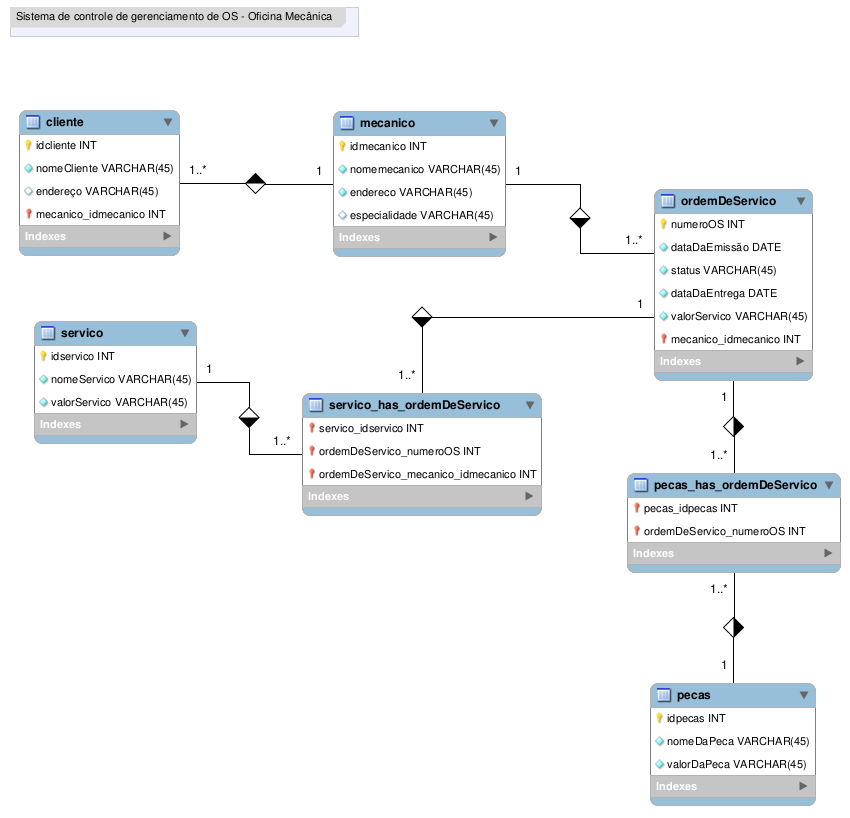 Sistema de controle de gerenciamento de OS - Oficina Mecânica
cliente
idcliente INT
nomeCliente VARCHAR(45)
endereço VARCHAR(45)
mecanico_idmecanico INT
Indexes
1..*
1
mecanico
idmecanico INT
nomemecanico VARCHAR(45)
endereco VARCHAR(45)
especialidade VARCHAR(45)
Indexes
1
1..*
ordemDeServico
numeroOS INT
dataDaEmissão DATE
status VARCHAR(45)
dataDaEntrega DATE
valorServico VARCHAR(45)
mecanico_idmecanico INT
Indexes
1
1..*
servico
idservico INT
nomeServico VARCHAR(45)
valorServico VARCHAR(45)
Indexes
1
1..*
servico_has_ordemDeServico
servico_idservico INT
ordemDeServico_numeroOS INT
ordemDeServico_mecanico_idmecanico INT
Indexes
1
1..*
pecas_has_ordemDeServico
pecas_idpecas INT
ordemDeServico_numeroOS INT
Indexes
1..*
1
pecas
idpecas INT
nomeDaPeca VARCHAR(45)
valorDaPeca VARCHAR(45)
Indexes